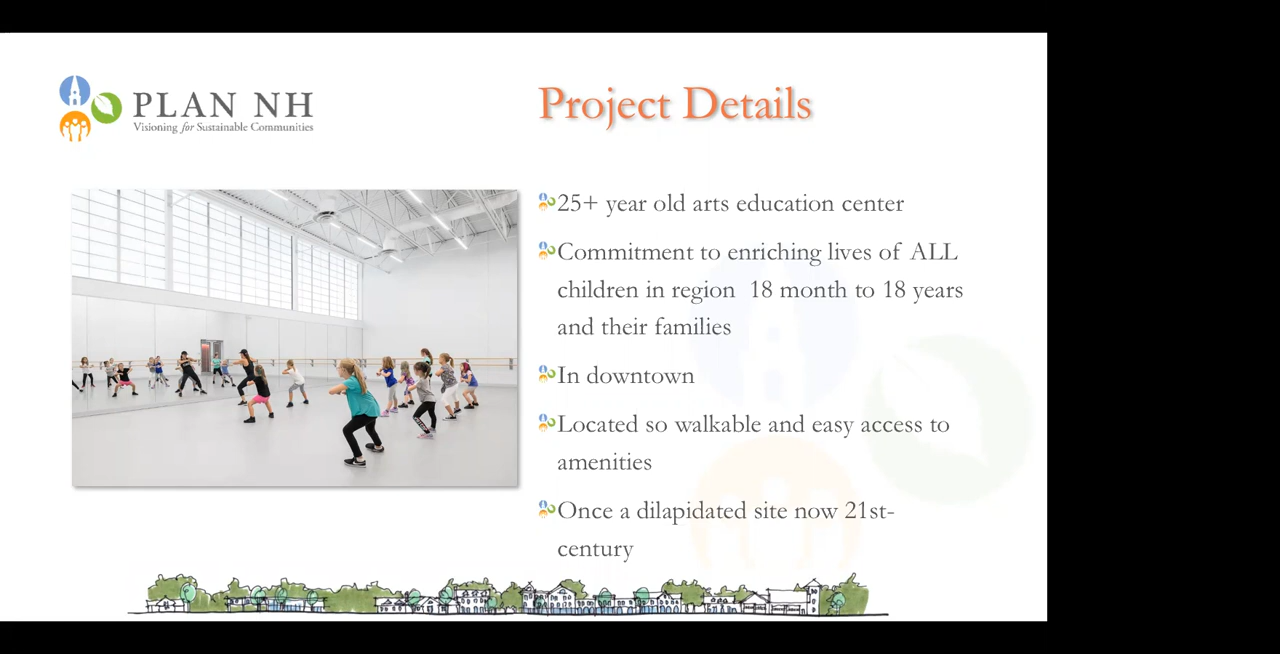 PLAN NH
Visioning for Sustainable Communities
Project Details
25+ year old arts education center
Commitment to enriching lives of ALL
children in region 18 month to 18 years
and their families
In downtown
Located so walkable and easy access to
amenities
Once a dilapidated site now 21st-
century